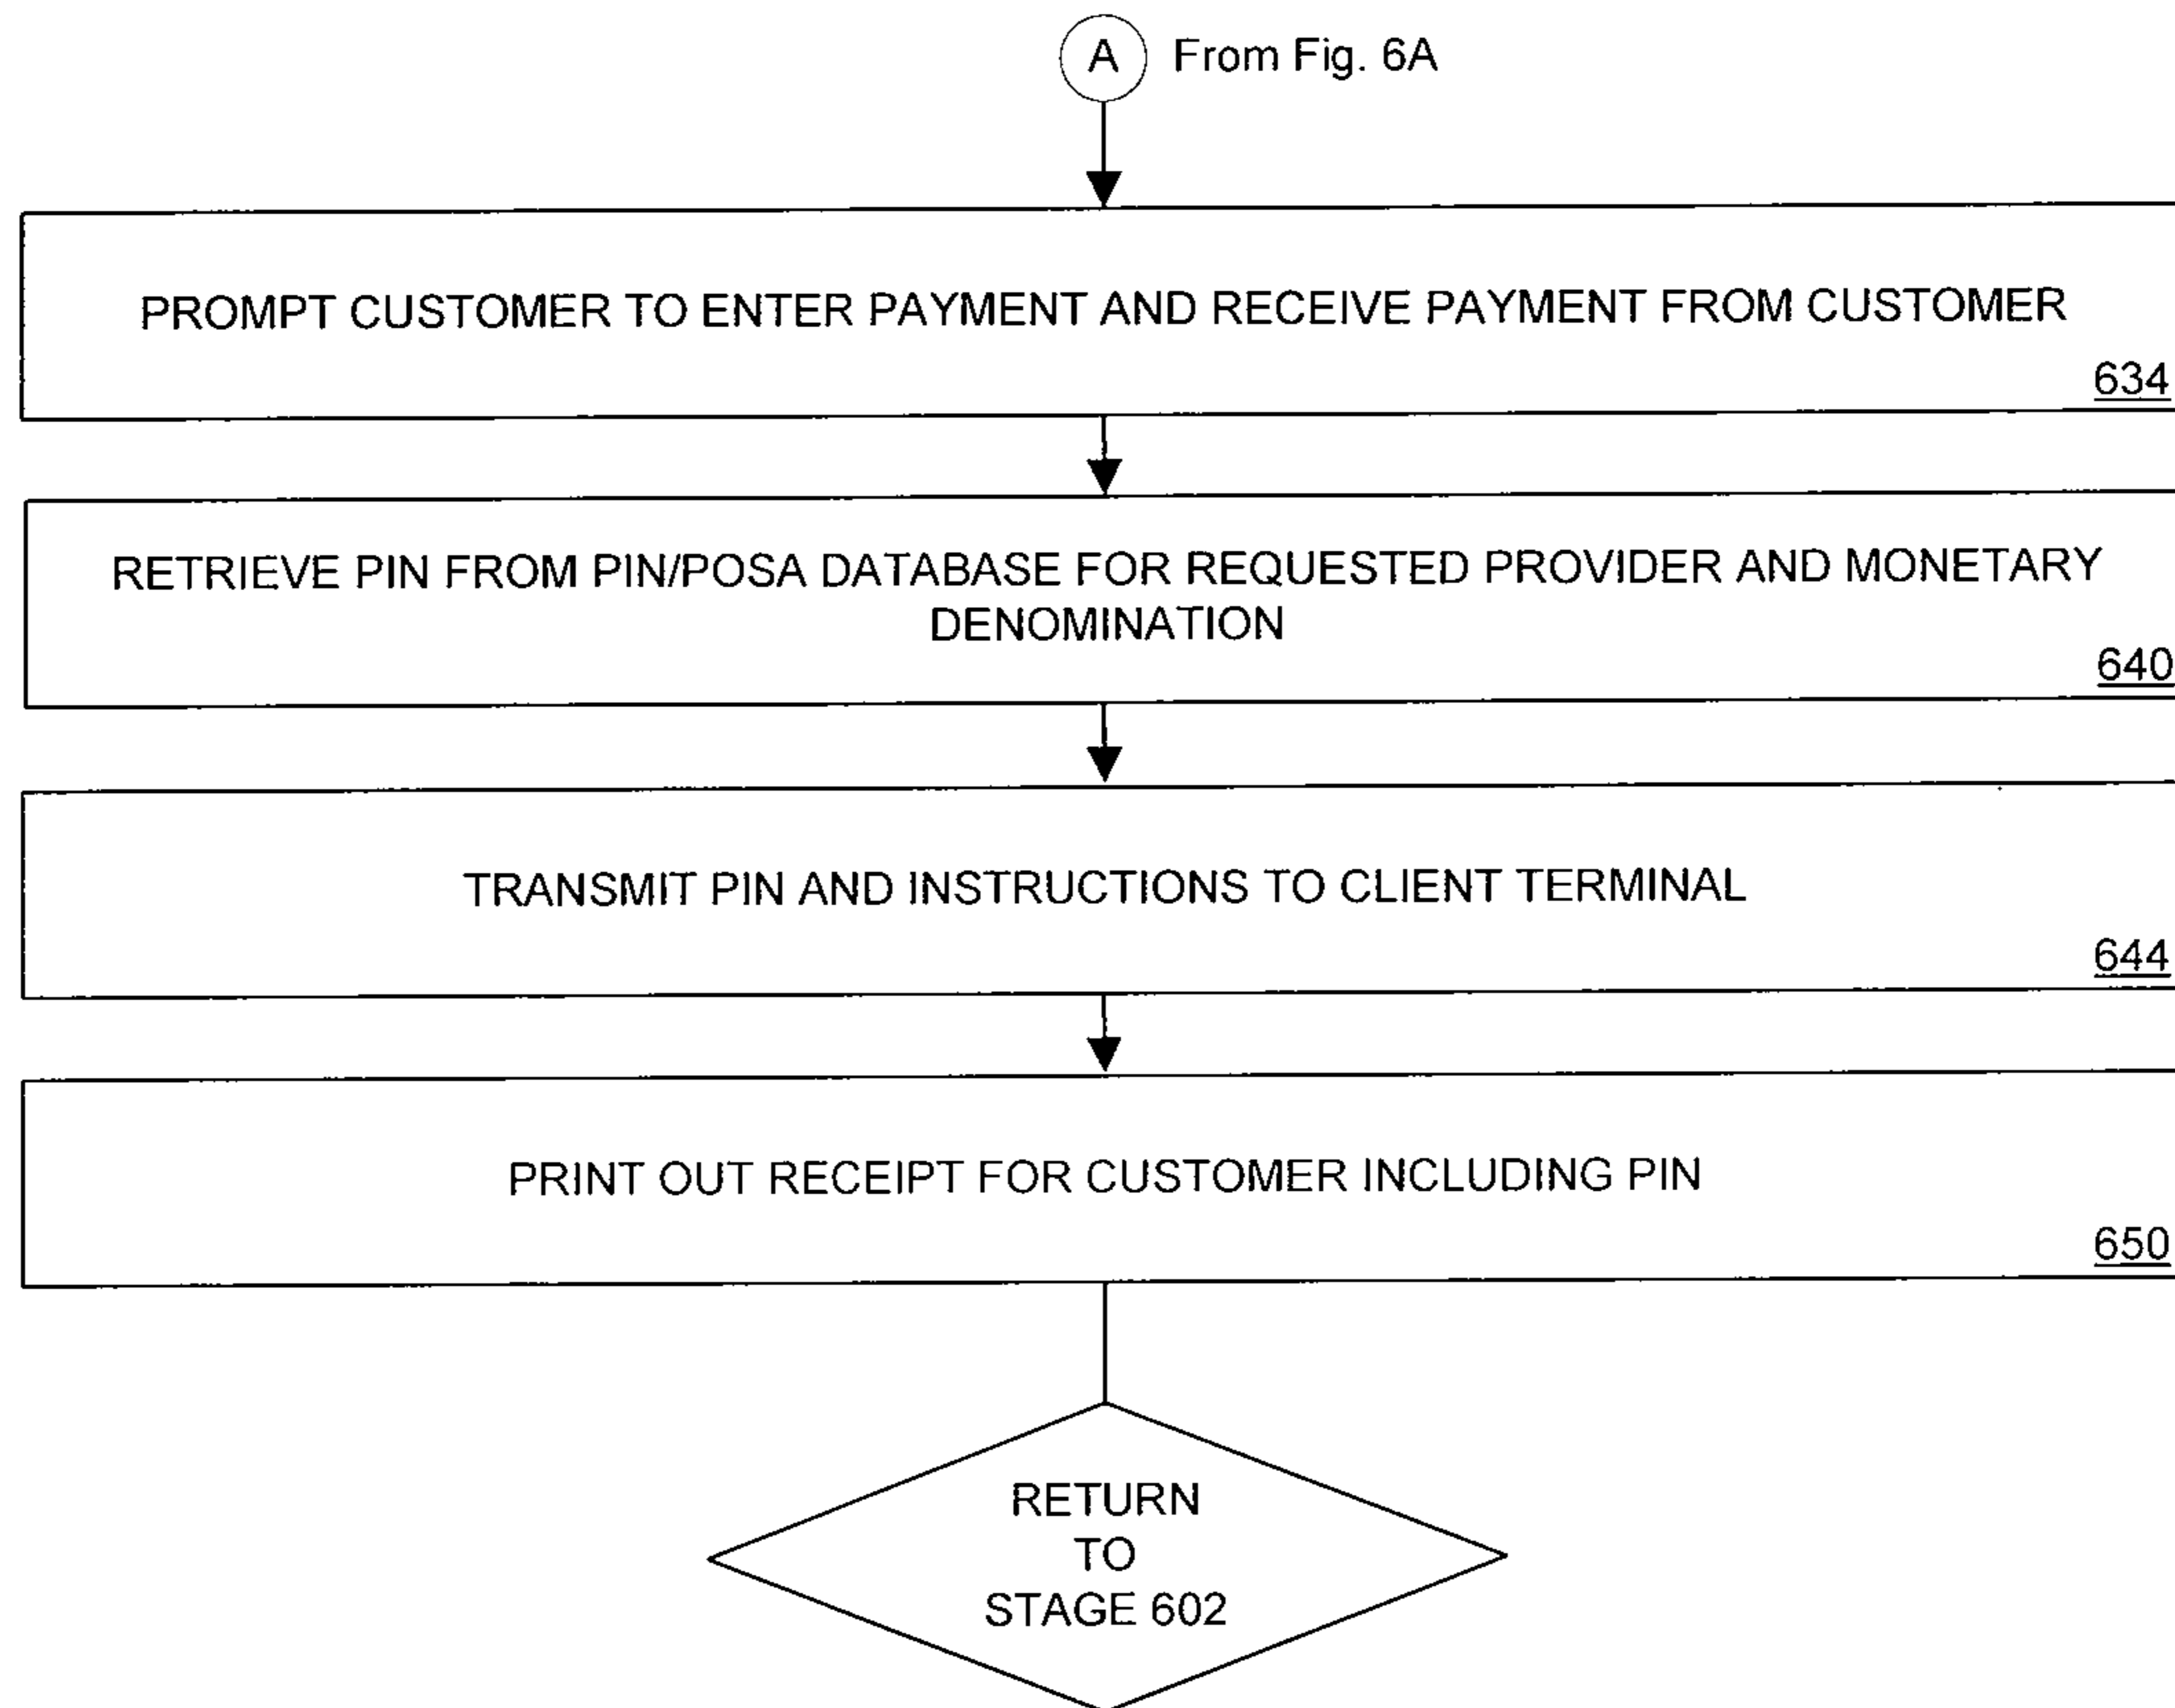 A From Fig. 6A
PROMPT CUSTOMER TO ENTER PAYMENT AND RECEIVE PAYMENT FROM CUSTOMER
634
RETRIEVE PIN FROM PIN/POSA DATABASE FOR REQUESTED PROVIDER AND MONETARY
DENOMINATION
640
TRANSMIT PIN AND INSTRUCTIONS TO CLIENT TERMINAL
644
PRINT OUT RECEIPT FOR CUSTOMER INCLUDING PIN
650
RETURN
TO
STAGE 602